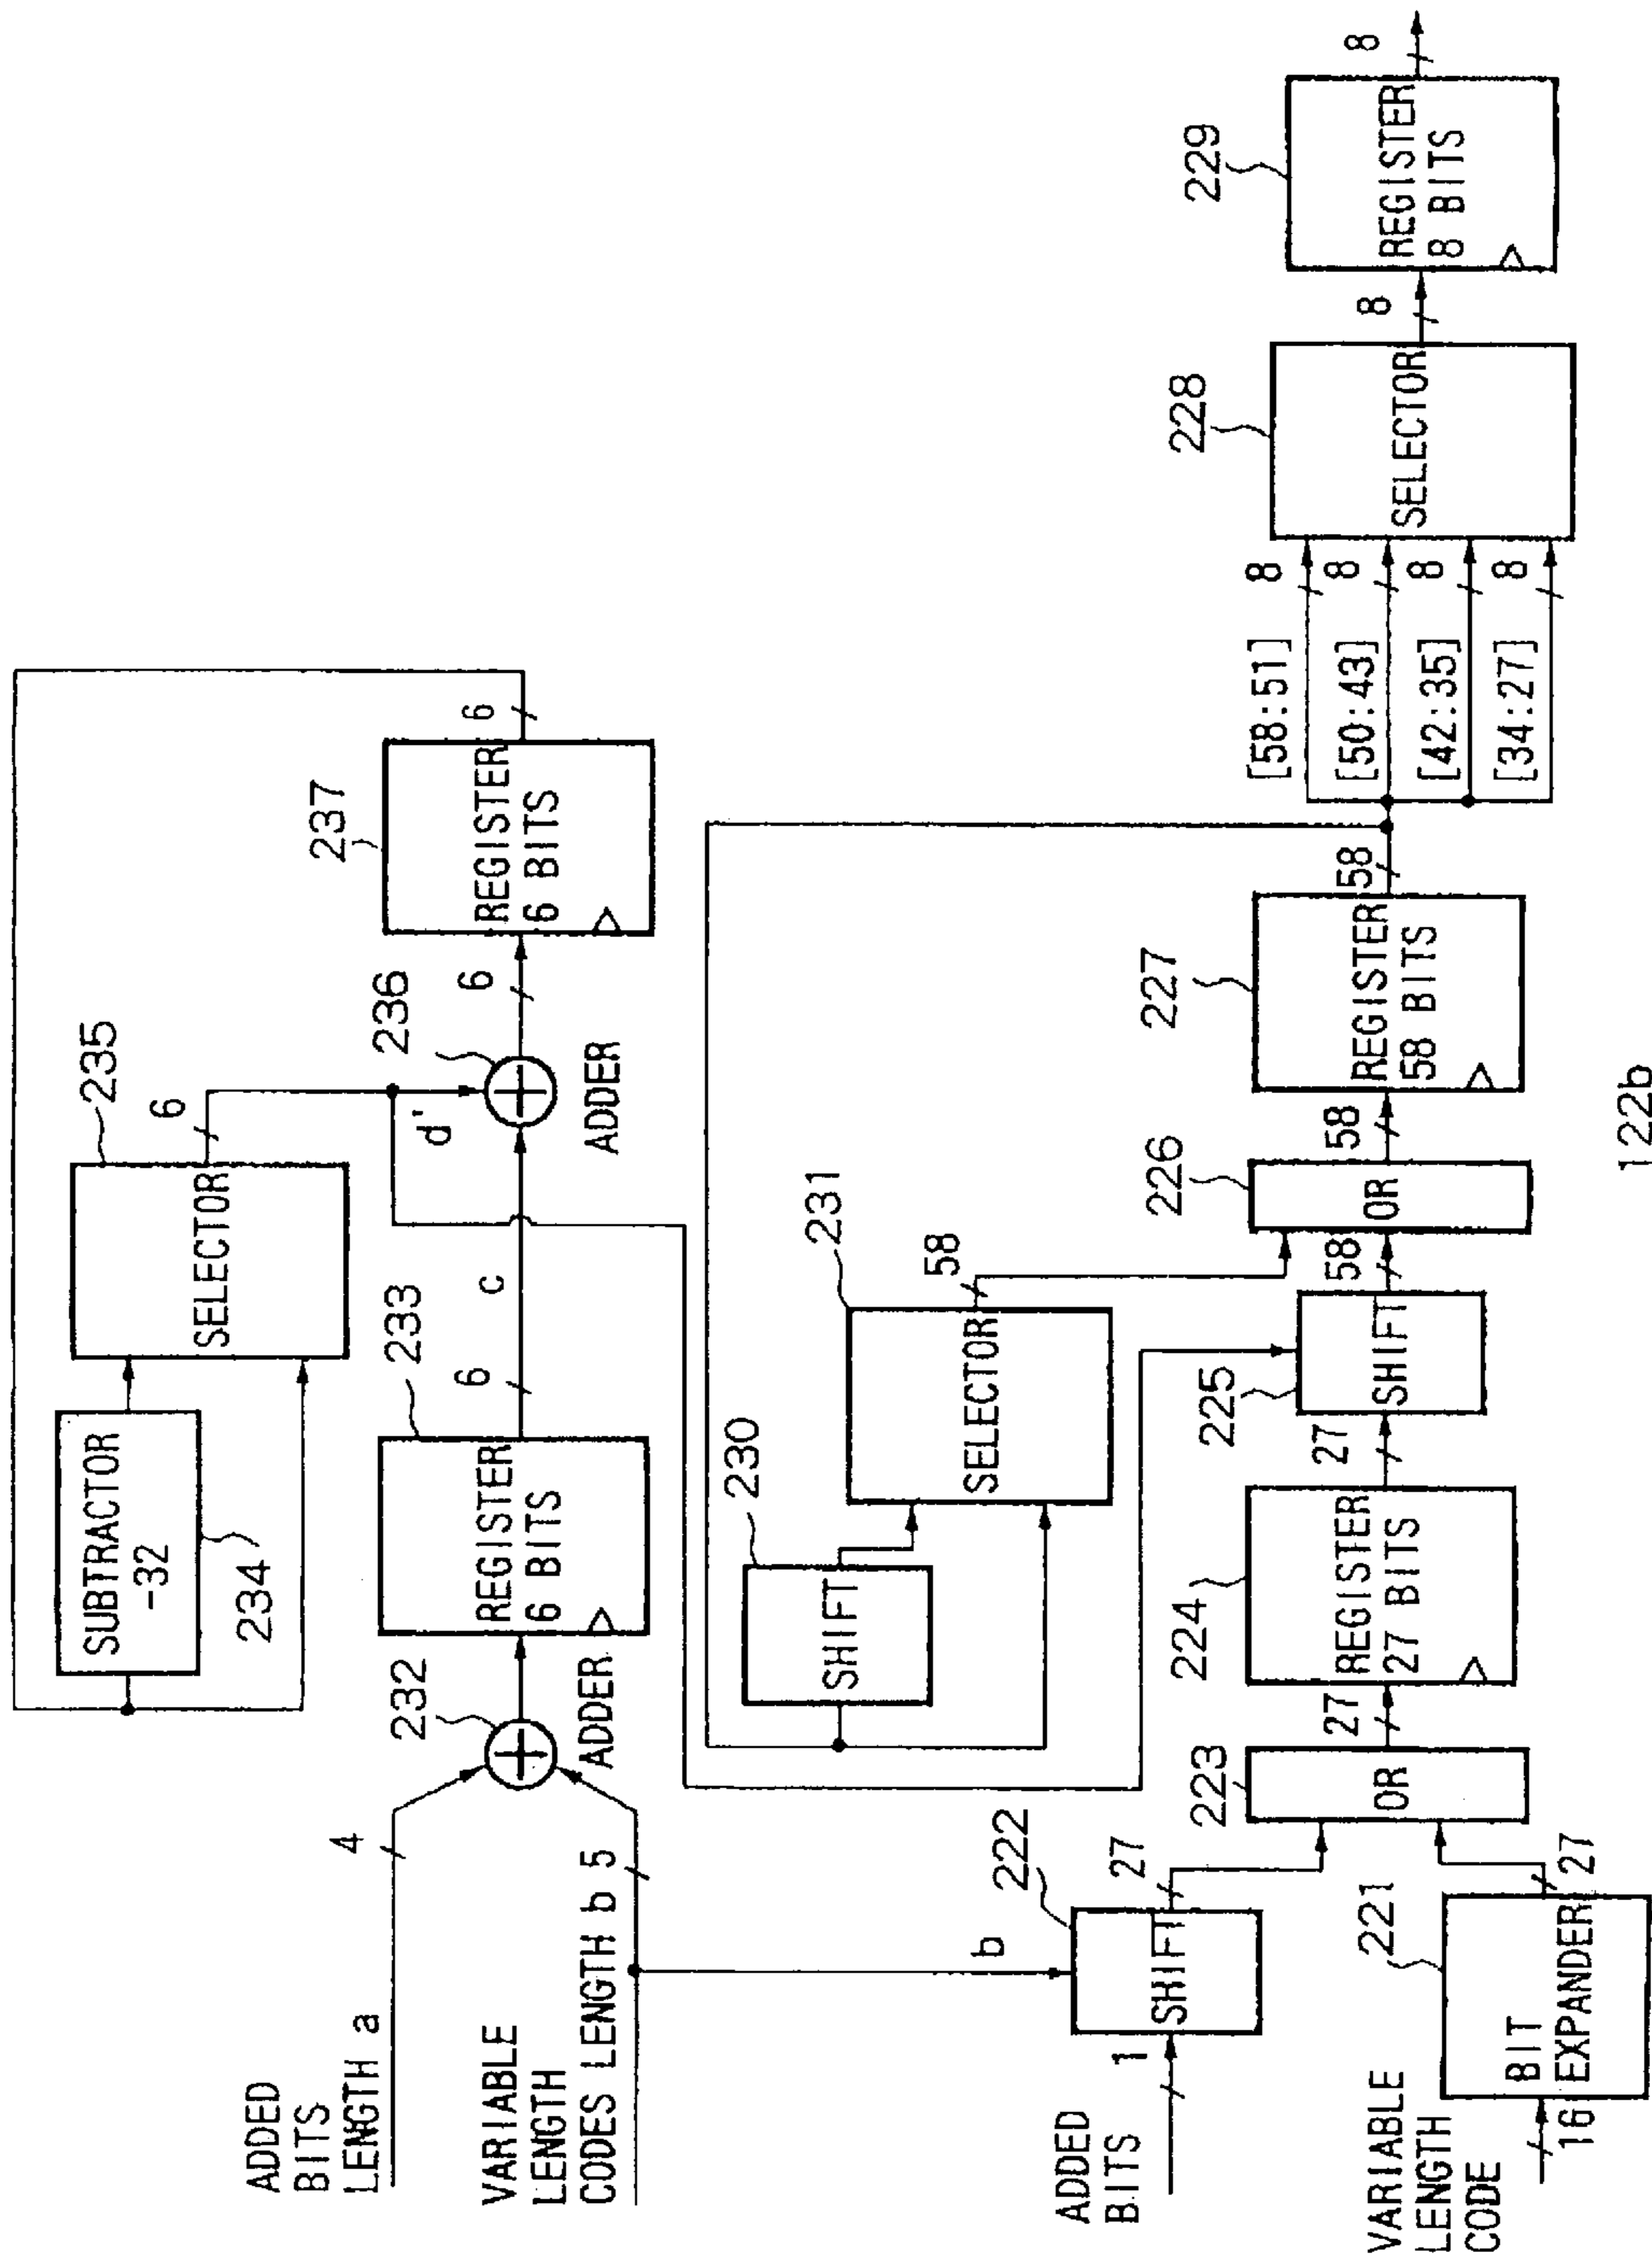 ADDED
BITS
LENGTH a
4
VARIABLE
LENGTH
CODES LENGTH b 5
232
ADDER
SUBTRACTOR
-32
234
SELECTOR
235
6
REGISTER
6 BITS
233
6
c
d'
236
ADDER
6
REGISTER
6 BITS
237
6
b
ADDED
BITS
1
SHIFT
222
27
VARIABLE
LENGTH
CODE
16
BIT
EXPANDER
221
27
OR
223
27
REGISTER
27 BITS
224
27
SHIFT
225
58
SHIFT
230
SELECTOR
231
58
OR
226
58
REGISTER
58 BITS
227
58
[58:51]
8
[50:43]
8
[42:35]
8
[34:27]
8
SELECTOR
228
8
REGISTER
8 BITS
229
8
122b